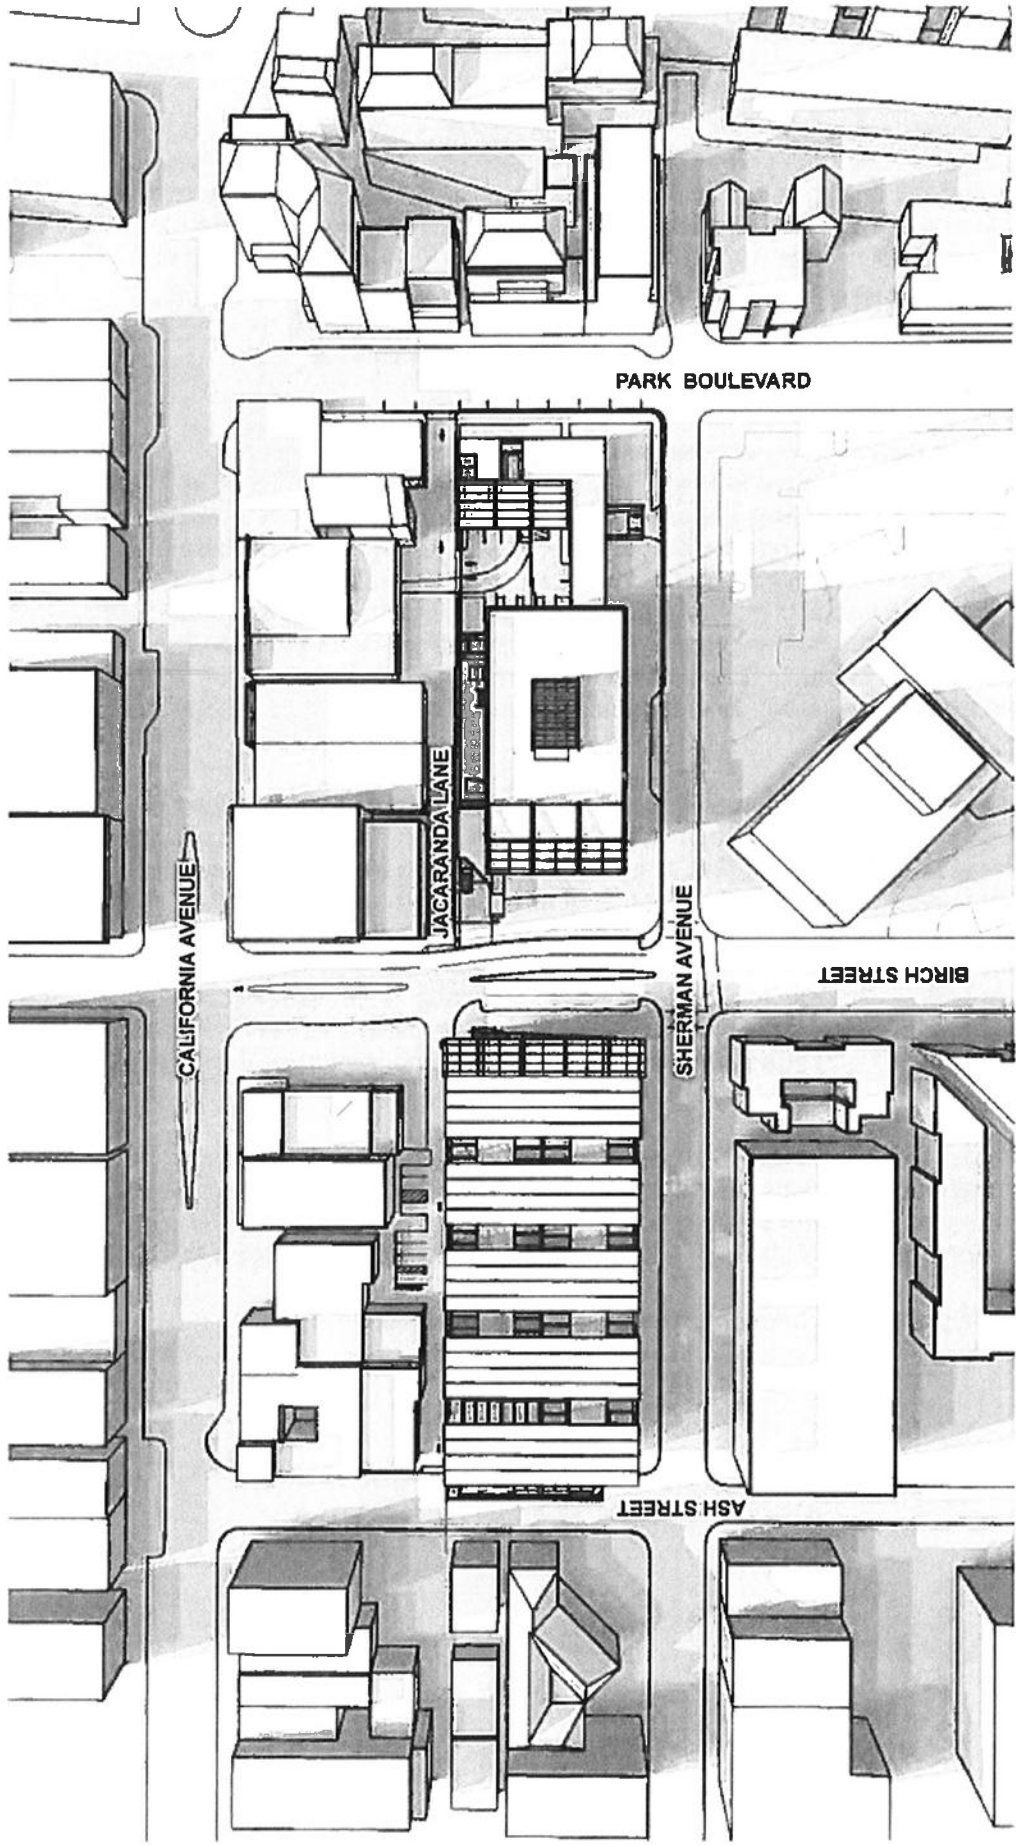 PARK BOULEVARD
JACARANDA LANE
CALIFORNIA AVENUE
SHERMAN AVENUE
BIRCH STREET
ASH STREET